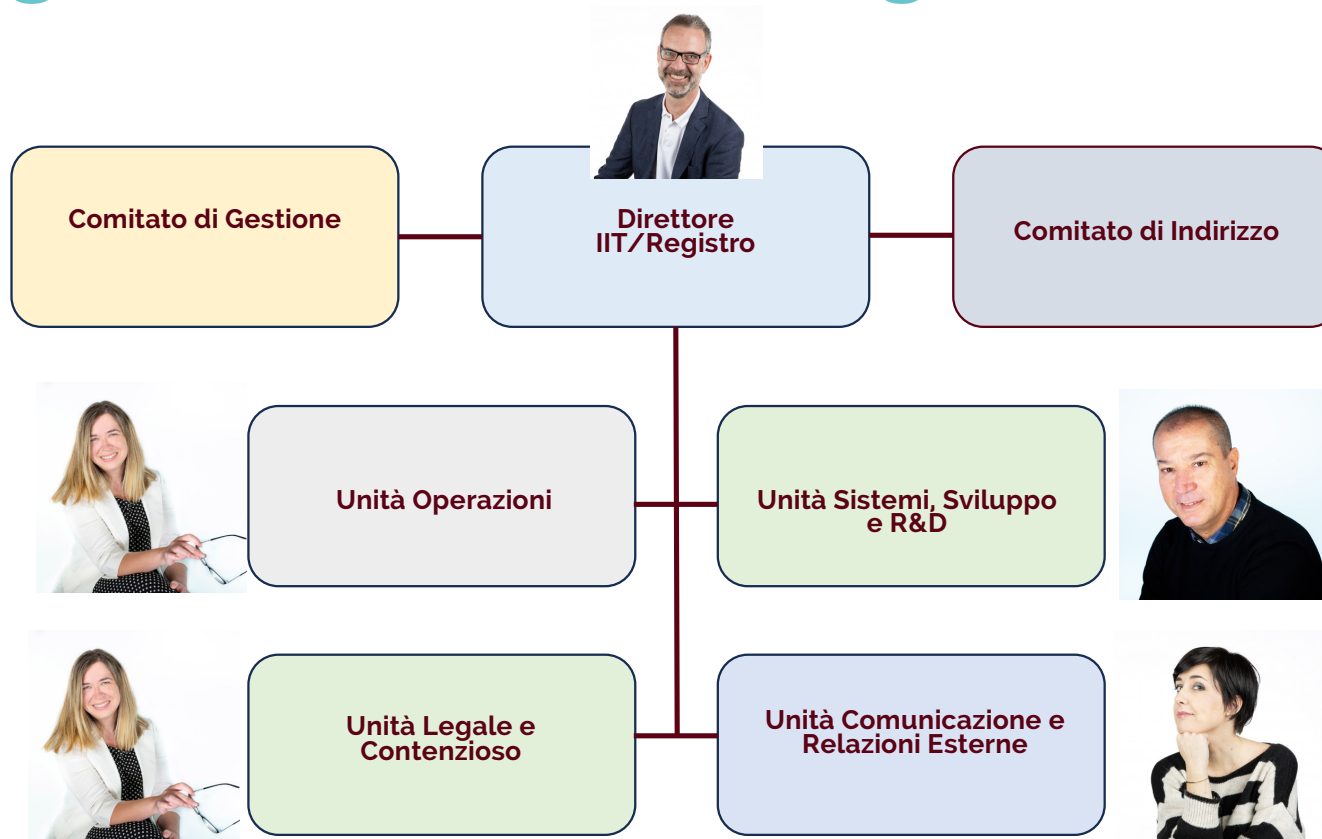 Comitato di Gestione
Direttore
IIT/Registro
Comitato di Indirizzo
Unità Operazioni
Unità Sistemi, Sviluppo
e R&D
Unità Legale e
Contenzioso
Unità Comunicazione e
Relazioni Esterne